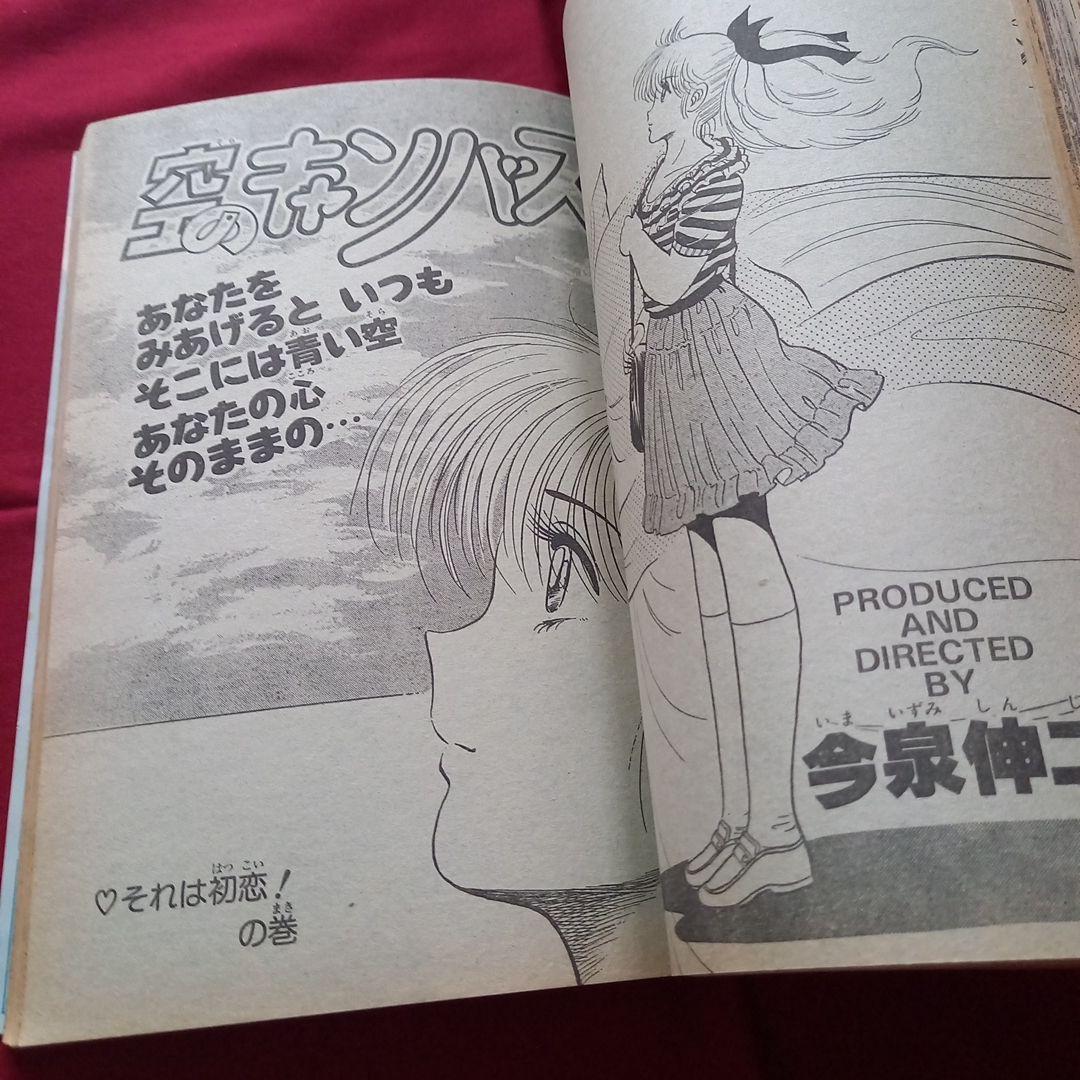 空のキャンバス
あなたを
みあげると いつも
そこには青い空
あなたの心
そのままの…
♡それは初恋!
の巻
PRODUCED
AND
DIRECTED
BY
いまいずみしんじ
今泉伸二